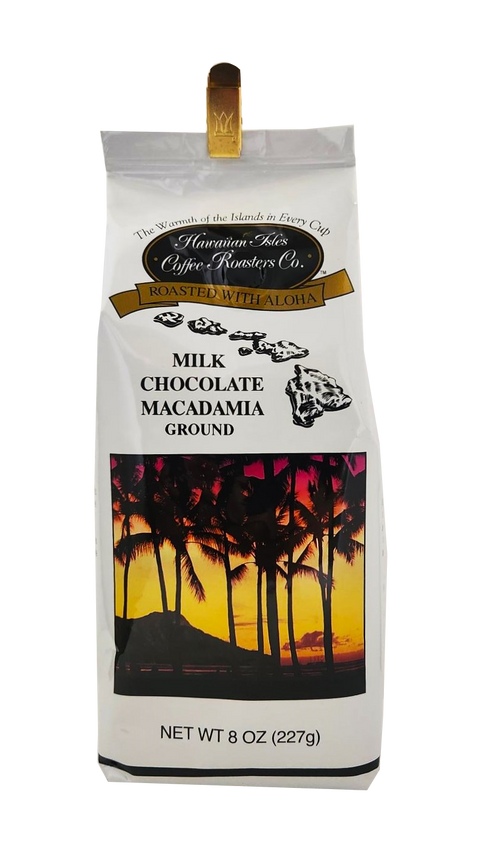 The Warmth of the Islands in Every Cup
Hawaiian Isles
Coffee Roasters Co.™
ROASTED WITH ALOHA
MILK
CHOCOLATE
MACADAMIA
GROUND
NET WT 8 OZ (227g)